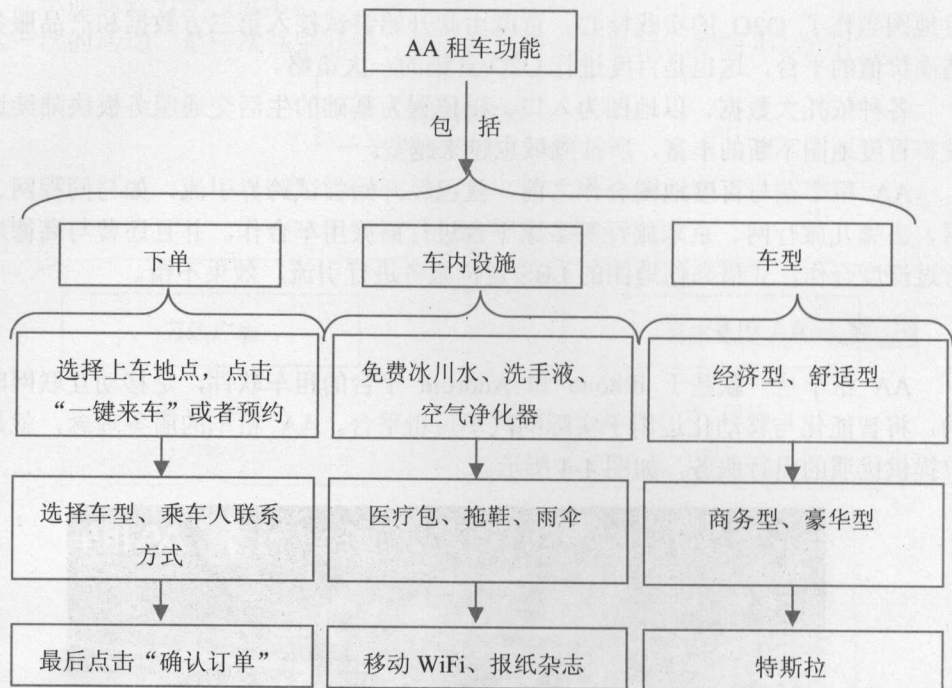 AA 租车功能
包 括
下单
车内设施
车型
选择上车地点，点击
“一键来车”或者预约
免费冰川水、洗手液、
空气净化器
经济型、舒适型
选择车型、乘车人联系
方式
医疗包、拖鞋、雨伞
商务型、豪华型
最后点击“确认订单”
移动 WiFi、报纸杂志
特斯拉